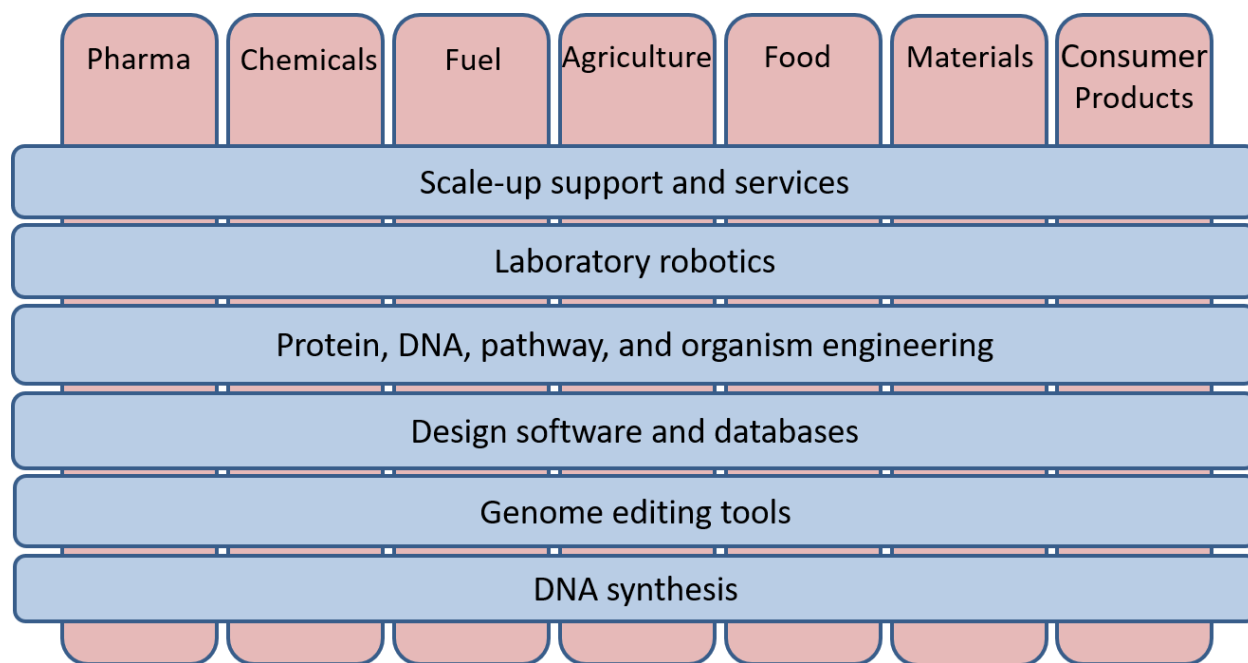 Pharma
Chemicals
Fuel
Agriculture
Food
Materials
Consumer
Products
Scale-up support and services
Laboratory robotics
Protein, DNA, pathway, and organism engineering
Design software and databases
Genome editing tools
DNA synthesis